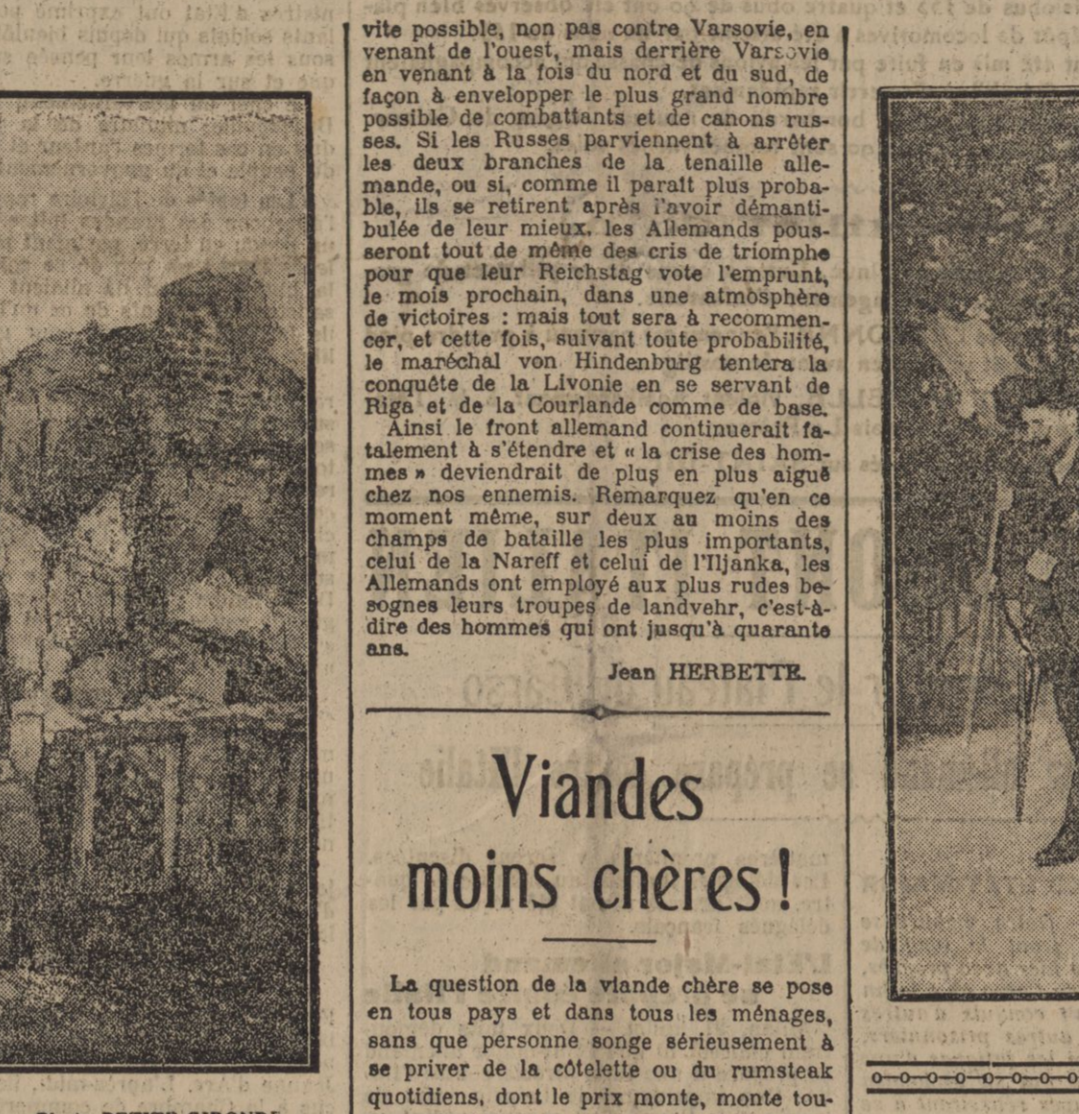 vite possible, non pas contre Varsovie, en
venant de l'ouest, mais derrière Varsovie
en venant à la fois du nord et du sud, de
façon à envelopper le plus grand nombre
possible de combattants et de canons rus-
ses. Si les Russes parviennent à arrêter
les deux branches de la tenaille alle-
mande, ou si, comme il paraît plus proba-
ble, ils se retirent après l'avoir démanti-
bulée de leur mieux, les Allemands pous-
seront tout de même des cris de triomphe
pour que leur Reichstag vote l'emprunt,
le mois prochain, dans une atmosphère
de victoires : mais tout sera à recommen-
cer, et cette fois, suivant toute probabilité,
le maréchal von Hindenburg tentera la
conquête de la Livonie en se servant de
Riga et de la Courlande comme de base.
Ainsi le front allemand continuerait fa-
talement à s'étendre et « la crise des hom-
mes » deviendrait de plus en plus aiguë
chez nos ennemis. Remarquez qu'en ce
moment même, sur deux au moins des
champs de bataille les plus importants,
celui de la Nareff et celui de l'Iljanka, les
Allemands ont employé aux plus rudes be-
sognes leurs troupes de landvehr, c'est-à-
dire des hommes qui ont jusqu'à quarante
ans.
Jean HERBETTE.
Viandes
moins chères !
La question de la viande chère se pose
en tous pays et dans tous les ménages,
sans que personne songe sérieusement à
se priver de la côtelette ou du rumsteak
quotidiens, dont le prix monte, monte tou-